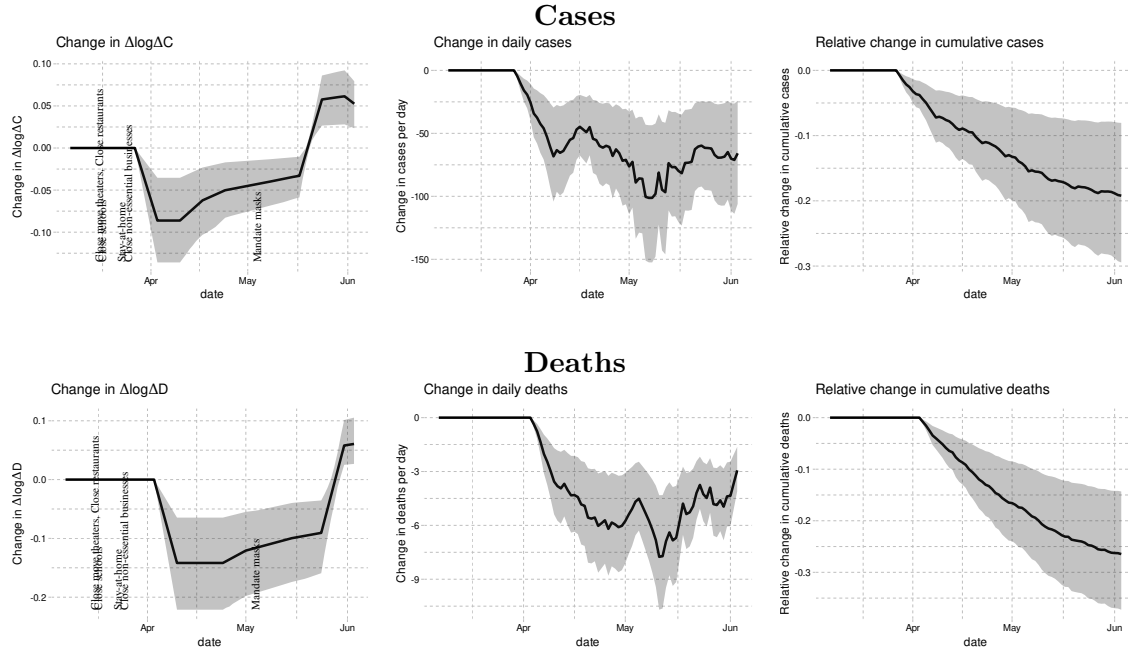 Cases
Change in ΔlogΔC
Change in ΔlogΔC
0.10
0.05
0.00
-0.05
-0.10
Close movie theaters, Close restaurants
Close schools
Stay-at-home
Close non-essential businesses
Mandate masks
Apr
May
Jun
date
Change in daily cases
Change in cases per day
0
-50
-100
-150
Apr
May
Jun
date
Relative change in cumulative cases
Relative change in cumulative cases
0.0
-0.1
-0.2
-0.3
Apr
May
Jun
date
Deaths
Change in ΔlogΔD
Change in ΔlogΔD
0.1
0.0
-0.1
-0.2
Close movie theaters, Close restaurants
Close schools
Stay-at-home
Close non-essential businesses
Mandate masks
Apr
May
Jun
date
Change in daily deaths
Change in deaths per day
0
-3
-6
-9
Apr
May
Jun
date
Relative change in cumulative deaths
Relative change in cumulative deaths
0.0
-0.1
-0.2
-0.3
Apr
May
Jun
date